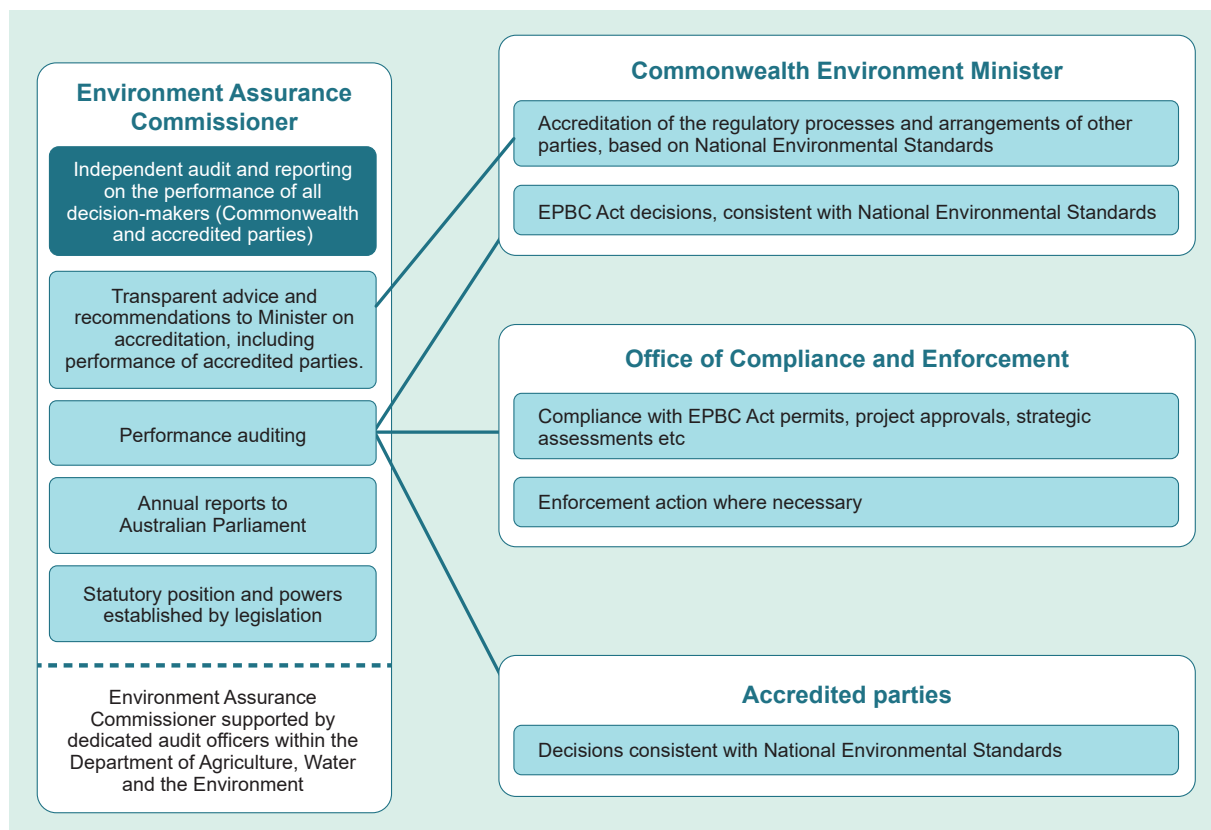 Environment Assurance
Commissioner
Independent audit and reporting
on the performance of all
decision-makers (Commonwealth
and accredited parties)
Transparent advice and
recommendations to Minister on
accreditation, including
performance of accredited parties.
Performance auditing
Annual reports to
Australian Parliament
Statutory position and powers
established by legislation
Environment Assurance
Commissioner supported by
dedicated audit officers within the
Department of Agriculture, Water
and the Environment
Commonwealth Environment Minister
Accreditation of the regulatory processes and arrangements of other
parties, based on National Environmental Standards
EPBC Act decisions, consistent with National Environmental Standards
Office of Compliance and Enforcement
Compliance with EPBC Act permits, project approvals, strategic
assessments etc
Enforcement action where necessary
Accredited parties
Decisions consistent with National Environmental Standards